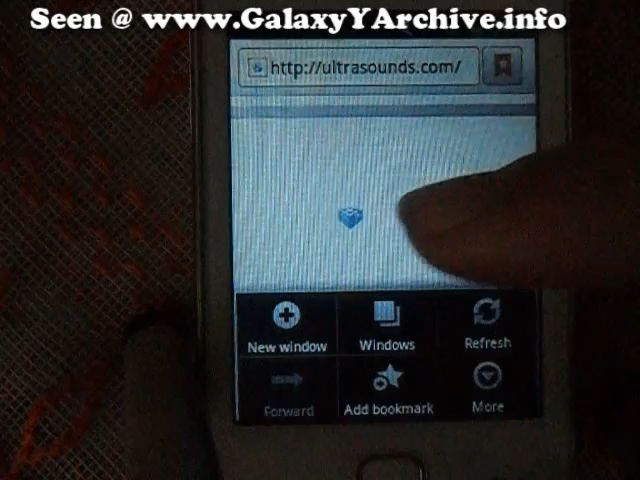 Seen @ www.GalaxyYArchive.info
http://ultrasounds.com/
New window
Windows
Refresh
Forward
Add bookmark
More